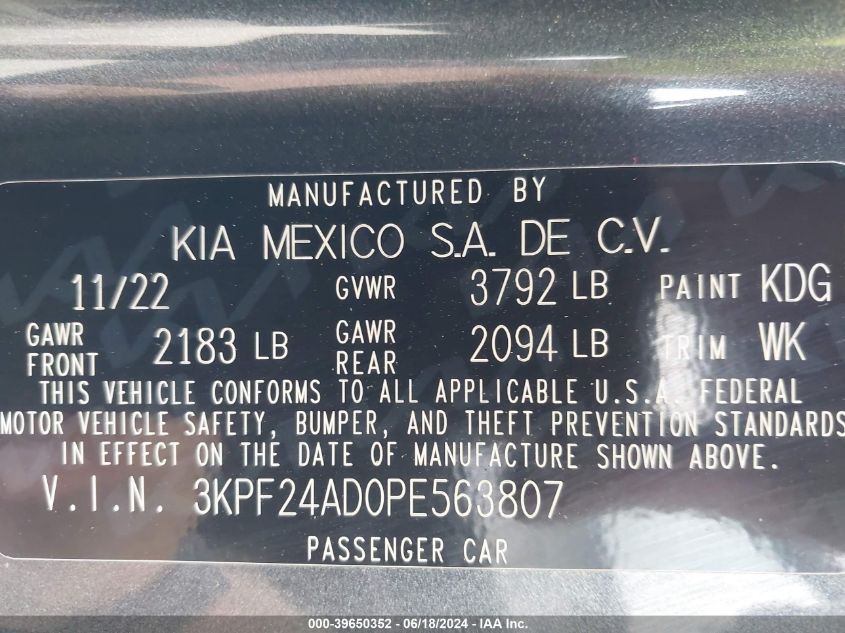 MANUFACTURED BY
KIA MEXICO S.A. DE C.V.
11/22 GVWR 3792 LB PAINT KDG
GAWR FRONT 2183 LB GAWR REAR 2094 LB TRIM WK
THIS VEHICLE CONFORMS TO ALL APPLICABLE U.S.A. FEDERAL
MOTOR VEHICLE SAFETY, BUMPER, AND THEFT PREVENTION STANDARDS
IN EFFECT ON THE DATE OF MANUFACTURE SHOWN ABOVE.
V.I.N. 3KPF24AD0PE563807
PASSENGER CAR
000-39650352 - 06/18/2024 - IAA Inc.